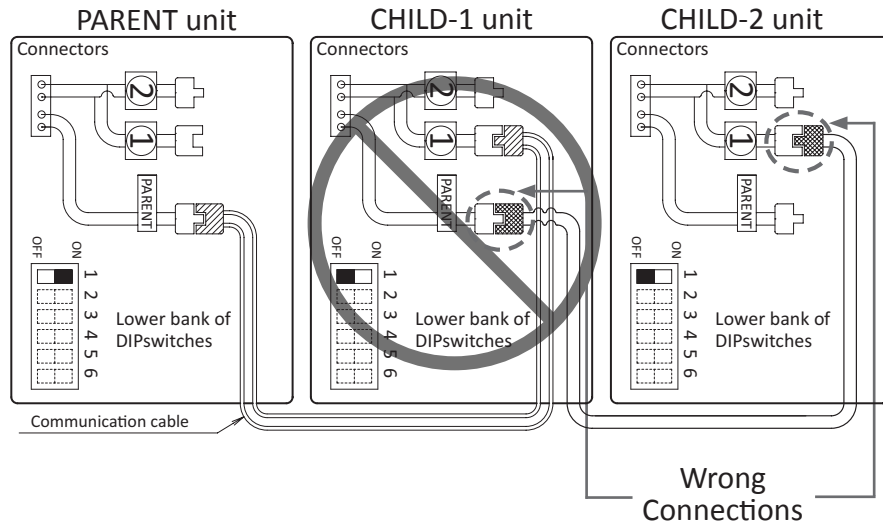 PARENT unit
CHILD-1 unit
CHILD-2 unit
Connectors
Connectors
Connectors
2
2
2
1
1
1
PARENT
PARENT
PARENT
OFF
ON
OFF
ON
OFF
ON
1
2
3
4
5
6
1
2
3
4
5
6
1
2
3
4
5
6
Lower bank of
DIPswitches
Lower bank of
DIPswitches
Lower bank of
DIPswitches
Communication cable
Wrong
Connections